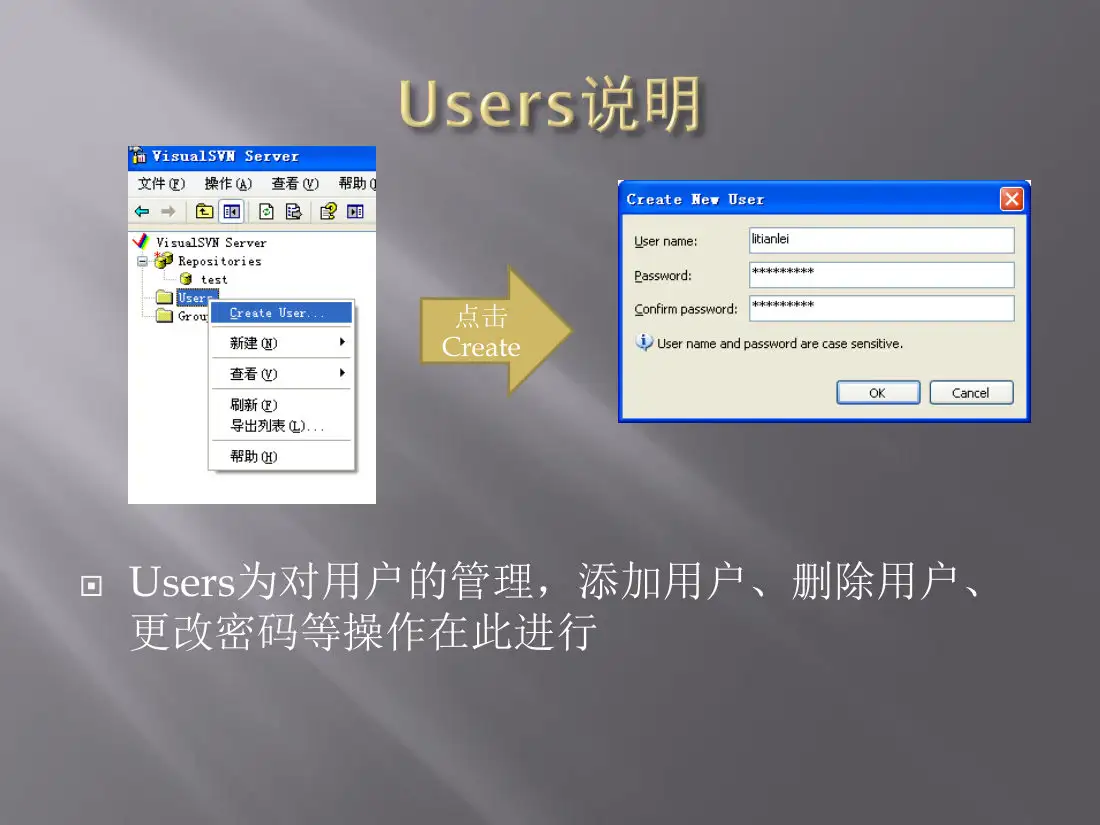 Users说明
VisualSVN Server
文件(F) 操作(A) 查看(V) 帮助(
VisualSVN Server
Repositories
test
Users
Grou
Create User...
新建(N)
查看(V)
刷新(F)
导出列表(L)...
帮助(H)
点击
Create
Create New User
User name: litianlei
Password: *********
Confirm password: *********
User name and password are case sensitive.
OK Cancel
Users为对用户的管理，添加用户、删除用户、
更改密码等操作在此进行